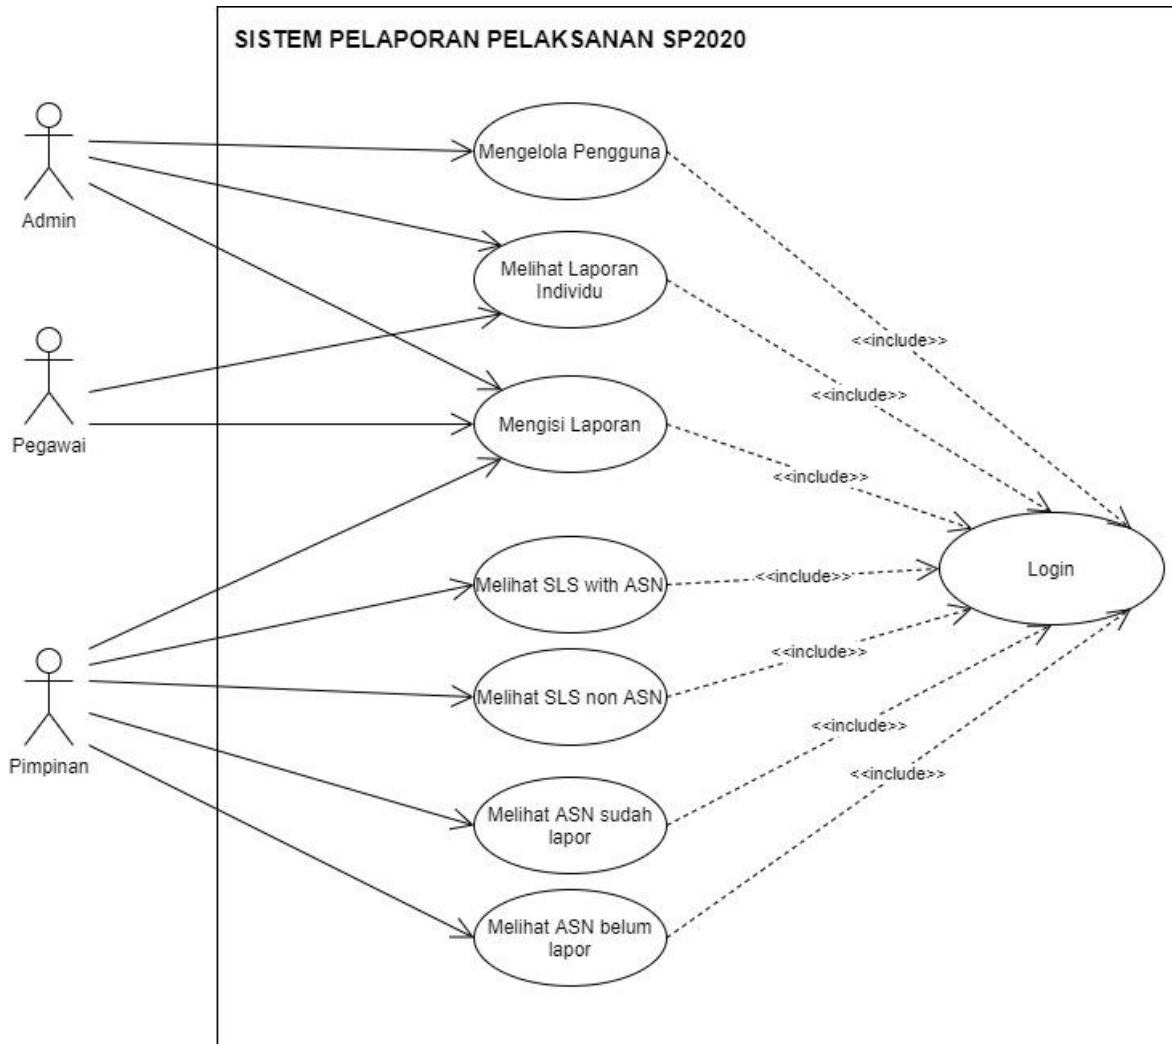 SISTEM PELAPORAN PELAKSANAN SP2020
Admin
Pegawai
Pimpinan
Mengelola Pengguna
Melihat Laporan
Individu
Mengisi Laporan
Melihat SLS with ASN
Melihat SLS non ASN
Melihat ASN sudah
lapor
Melihat ASN belum
lapor
<<include>>
<<include>>
<<include>>
<<include>>
<<include>>
<<include>>
<<include>>
Login